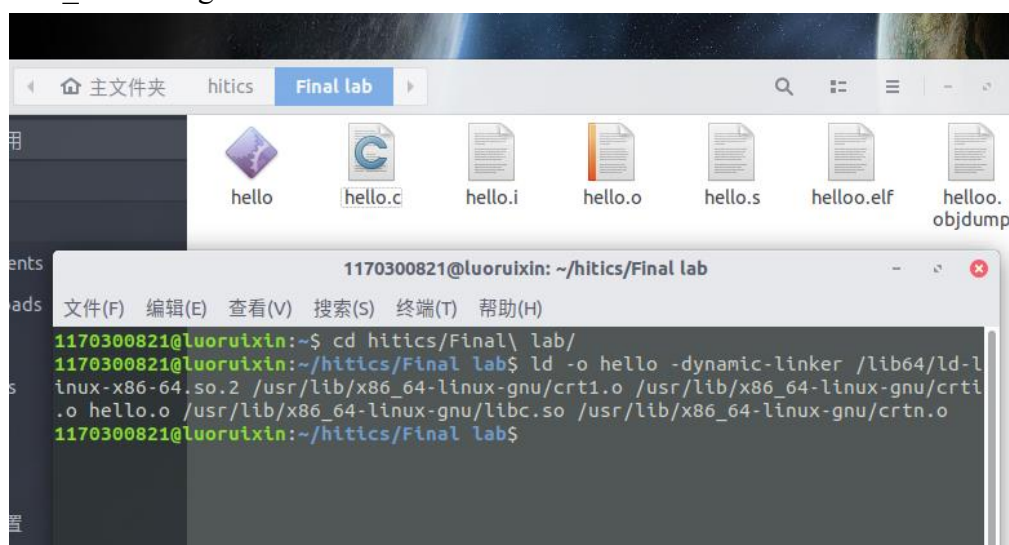 主文件夹 hitics Final lab
用
hello hello.c hello.i hello.o hello.s helloo.elf helloo.
objdump
ents
oads
置
1170300821@luoruixin: ~/hitics/Final lab
文件(F) 编辑(E) 查看(V) 搜索(S) 终端(T) 帮助(H)
1170300821@luoruixin:~$ cd hitics/Final\ lab/
1170300821@luoruixin:~/hitics/Final lab$ ld -o hello -dynamic-linker /lib64/ld-l
inux-x86-64.so.2 /usr/lib/x86_64-linux-gnu/crt1.o /usr/lib/x86_64-linux-gnu/crti
.o hello.o /usr/lib/x86_64-linux-gnu/libc.so /usr/lib/x86_64-linux-gnu/crtn.o
1170300821@luoruixin:~/hitics/Final lab$